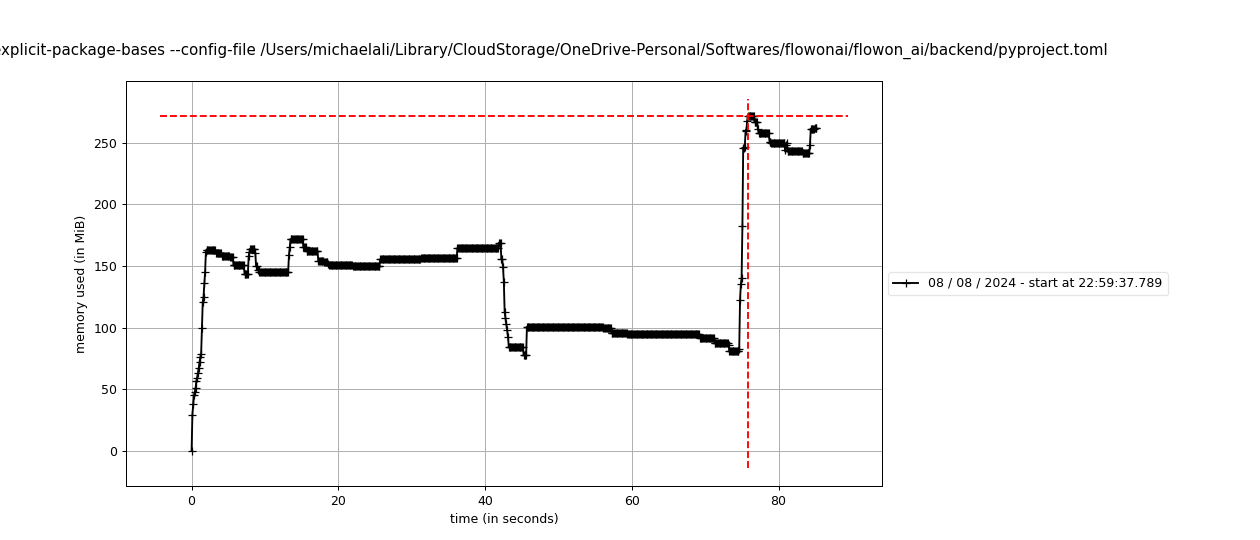 explicit-package-bases --config-file /Users/michaelali/Library/CloudStorage/OneDrive-Personal/Softwares/flowonai/flowon_ai/backend/pyproject.toml
memory used (in MiB)
250
200
150
100
50
0
0 20 40 60 80
time (in seconds)
08 / 08 / 2024 - start at 22:59:37.789